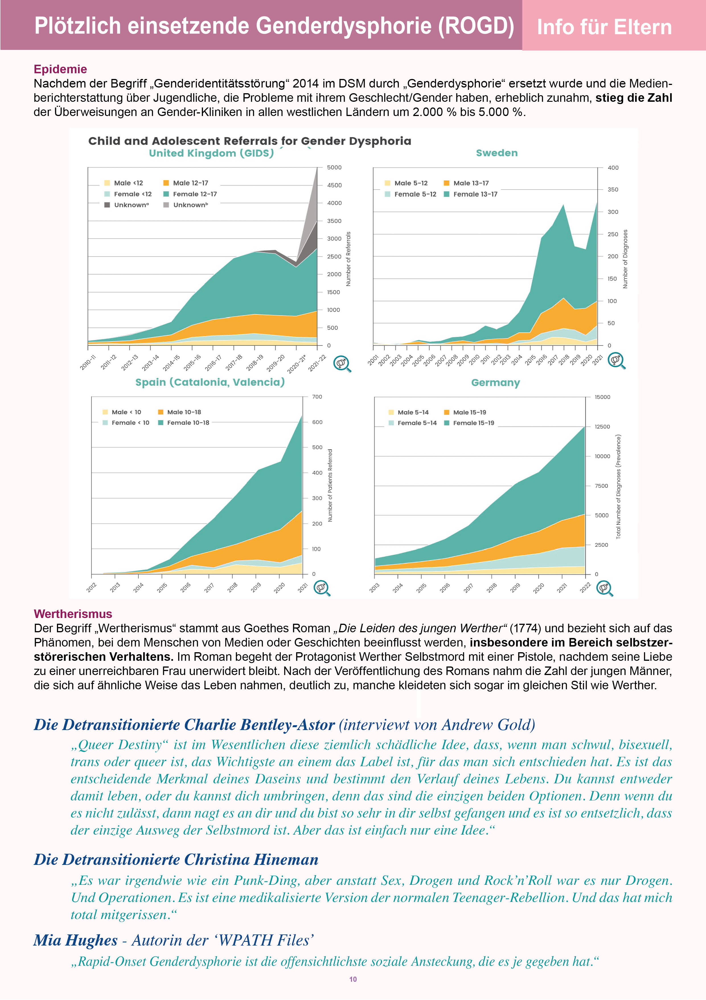 Plötzlich einsetzende Genderdysphorie (ROGD)
Info für Eltern
Epidemie
Nachdem der Begriff „Genderidentitätsstörung“ 2014 im DSM durch „Genderdysphorie“ ersetzt wurde und die Medien-
berichterstattung über Jugendliche, die Probleme mit ihrem Geschlecht/Gender haben, erheblich zunahm, stieg die Zahl
der Überweisungen an Gender-Kliniken in allen westlichen Ländern um 2.000 % bis 5.000 %.
Child and Adolescent Referrals for Gender Dysphoria
United Kingdom (GIDS)
Male <12
Male 12-17
Female <12
Female 12-17
Unknownᵃ
Unknownᵇ
5000
4500
4000
3500
3000
2500
2000
1500
1000
500
0
Number of Referrals
2010-11
2011-12
2012-13
2013-14
2014-15
2015-16
2016-17
2017-18
2018-19
2019-20
2020-21*
2021-22
Sweden
Male 5-12
Male 13-17
Female 5-12
Female 13-17
400
350
300
250
200
150
100
50
0
Number of Diagnoses
2001
2002
2003
2004
2005
2006
2007
2008
2009
2010
2011
2012
2013
2014
2015
2016
2017
2018
2019
2020
2021
Spain (Catalonia, Valencia)
Male < 10
Male 10-18
Female < 10
Female 10-18
700
600
500
400
300
200
100
0
Number of Patients Referred
2012
2013
2014
2015
2016
2017
2018
2019
2020
2021
Germany
Male 5-14
Male 15-19
Female 5-14
Female 15-19
15000
12500
10000
7500
5000
2500
0
Total Number of Diagnoses (Prevalence)
2013
2014
2015
2016
2017
2018
2019
2020
2021
2022
Wertherismus
Der Begriff „Wertherismus“ stammt aus Goethes Roman „Die Leiden des jungen Werther“ (1774) und bezieht sich auf das
Phänomen, bei dem Menschen von Medien oder Geschichten beeinflusst werden, insbesondere im Bereich selbstzer-
störerischen Verhaltens. Im Roman begeht der Protagonist Werther Selbstmord mit einer Pistole, nachdem seine Liebe
zu einer unerreichbaren Frau unerwidert bleibt. Nach der Veröffentlichung des Romans nahm die Zahl der jungen Männer,
die sich auf ähnliche Weise das Leben nahmen, deutlich zu, manche kleideten sich sogar im gleichen Stil wie Werther.
Die Detransitionierte Charlie Bentley-Astor (interviewt von Andrew Gold)
„Queer Destiny“ ist im Wesentlichen diese ziemlich schädliche Idee, dass, wenn man schwul, bisexuell,
trans oder queer ist, das Wichtigste an einem das Label ist, für das man sich entschieden hat. Es ist das
entscheidende Merkmal deines Daseins und bestimmt den Verlauf deines Lebens. Du kannst entweder
damit leben, oder du kannst dich umbringen, denn das sind die einzigen beiden Optionen. Denn wenn du
es nicht zulässt, dann nagt es an dir und du bist so sehr in dir selbst gefangen und es ist so entsetzlich, dass
der einzige Ausweg der Selbstmord ist. Aber das ist einfach nur eine Idee.“
Die Detransitionierte Christina Hineman
„Es war irgendwie wie ein Punk-Ding, aber anstatt Sex, Drogen und Rock’n’Roll war es nur Drogen.
Und Operationen. Es ist eine medikalisierte Version der normalen Teenager-Rebellion. Und das hat mich
total mitgerissen.“
Mia Hughes - Autorin der ‘WPATH Files’
„Rapid-Onset Genderdysphorie ist die offensichtlichste soziale Ansteckung, die es je gegeben hat.“
10